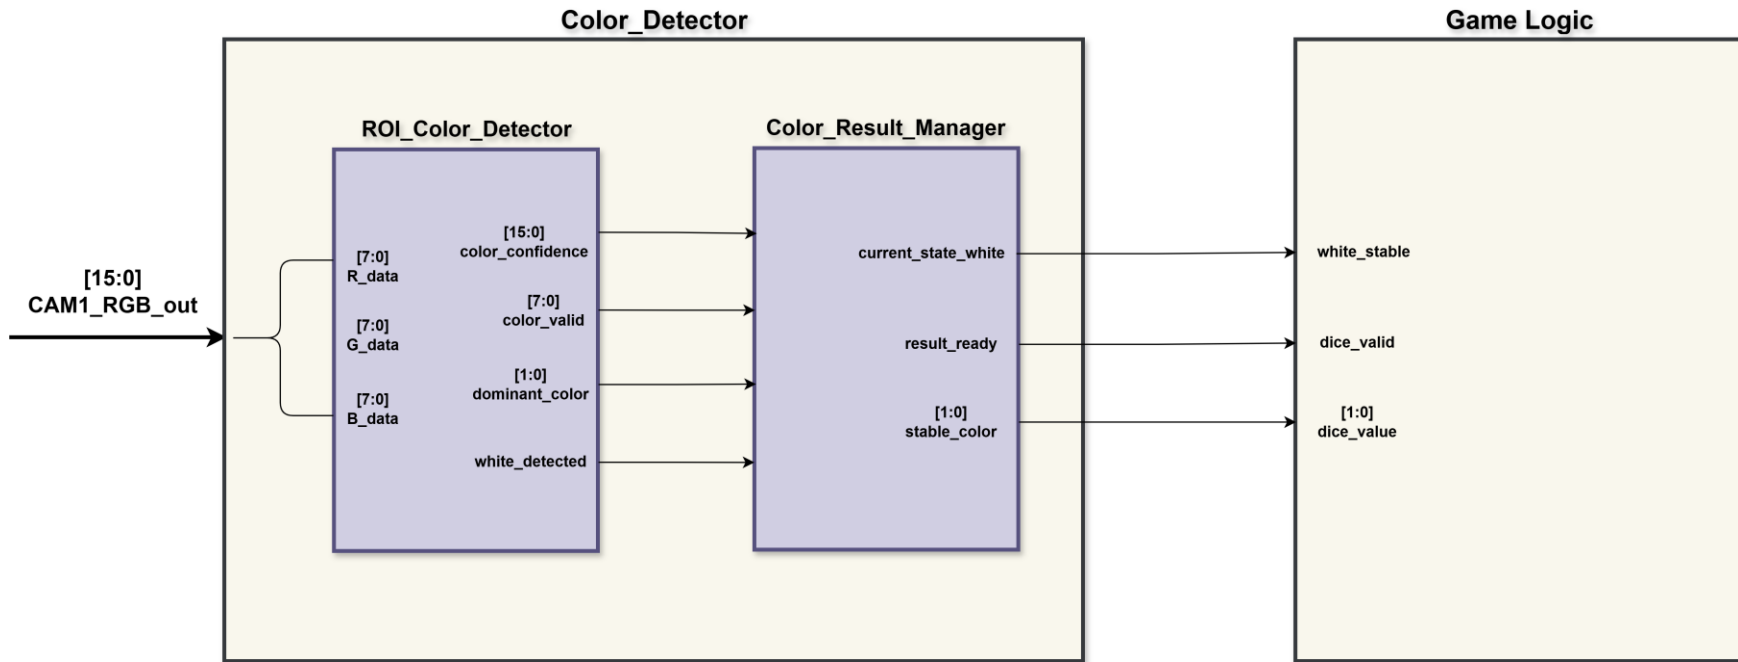 Color_Detector
Game Logic
ROI_Color_Detector
Color_Result_Manager
[15:0]
CAM1_RGB_out
[7:0]
R_data
[7:0]
G_data
[7:0]
B_data
[15:0]
color_confidence
[7:0]
color_valid
[1:0]
dominant_color
white_detected
current_state_white
result_ready
[1:0]
stable_color
white_stable
dice_valid
[1:0]
dice_value